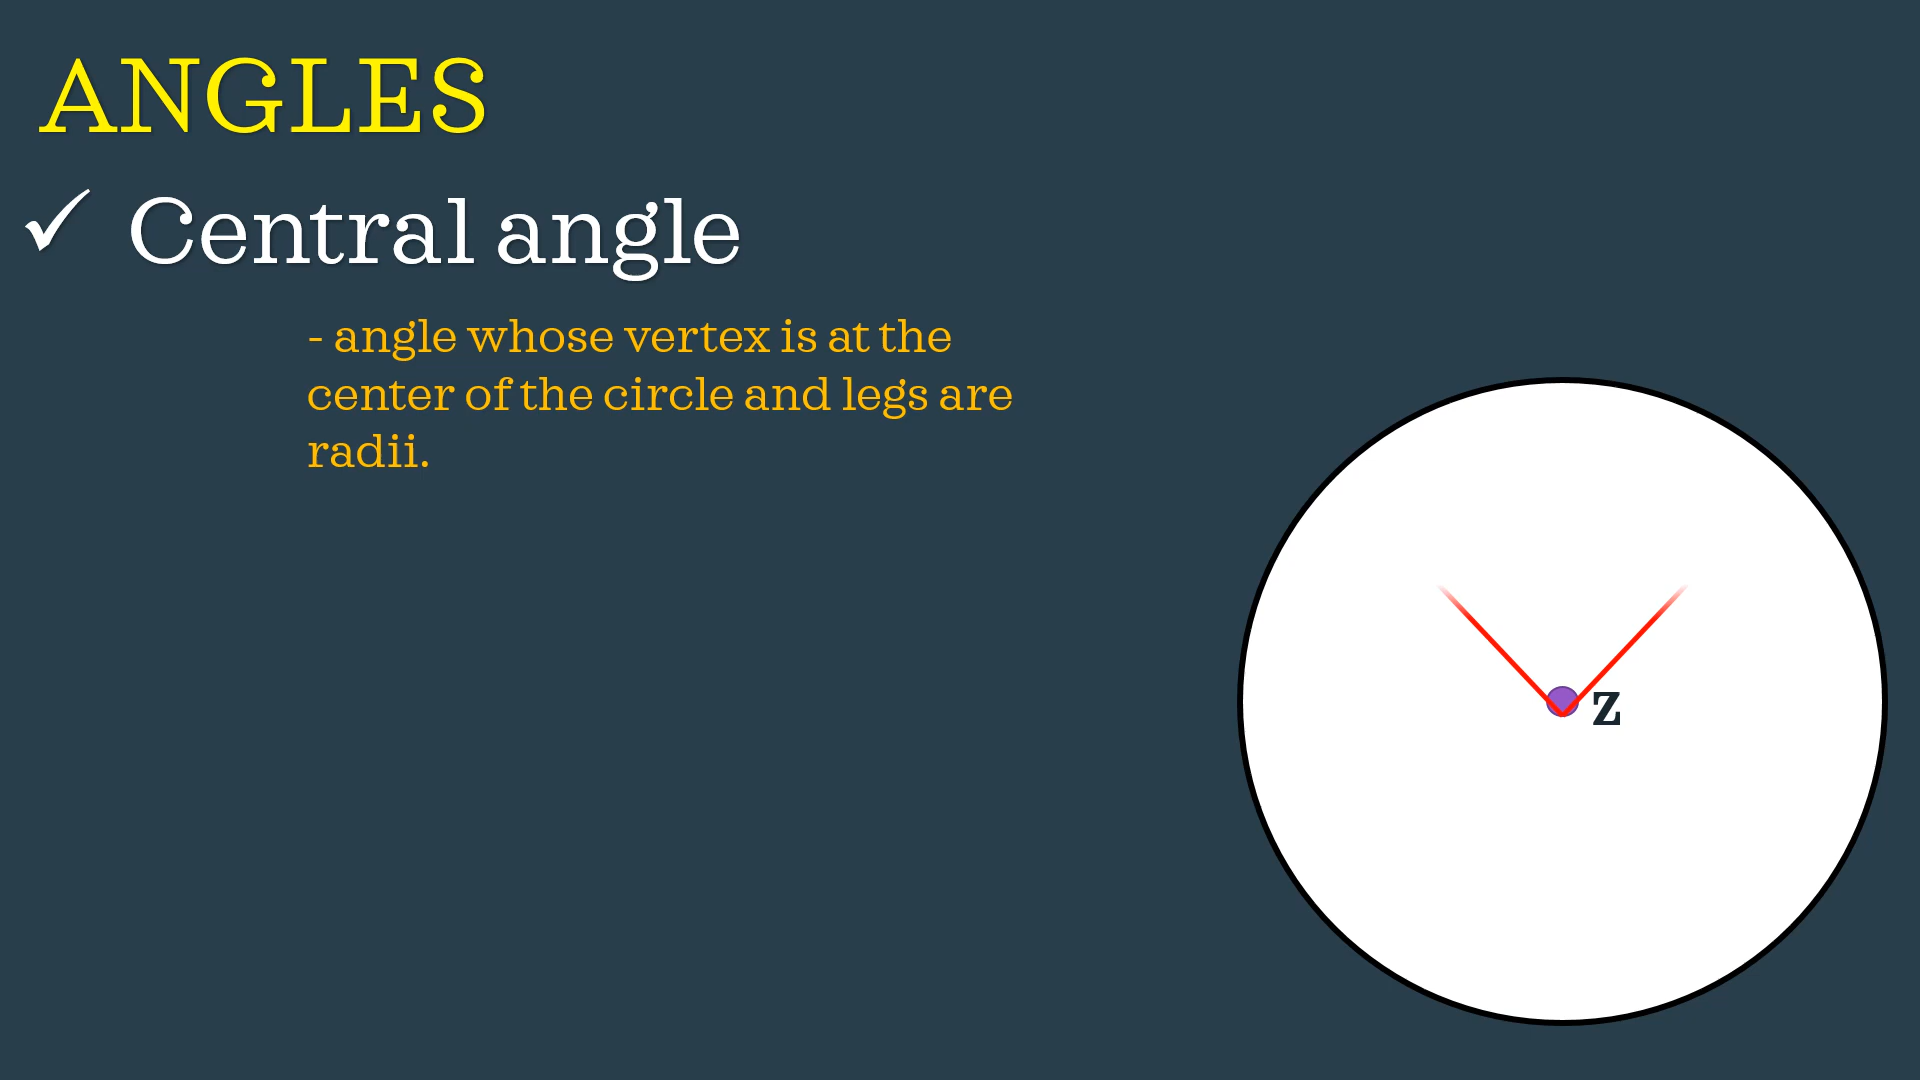 ANGLES
✓ Central angle
- angle whose vertex is at the
center of the circle and legs are
radii.
Z